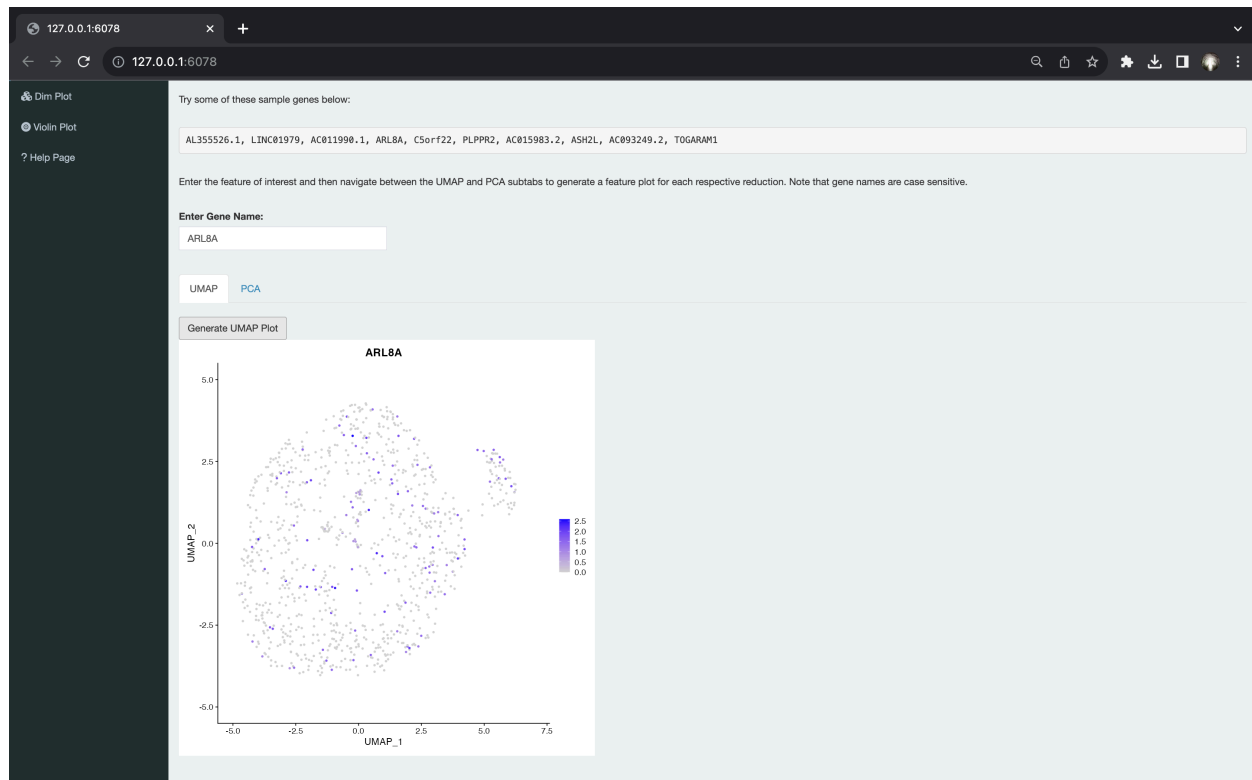 127.0.0.1:6078
127.0.0.1:6078
Dim Plot
Violin Plot
? Help Page
Try some of these sample genes below:
AL355526.1, LINC01979, AC011990.1, ARL8A, C5orf22, PLPPR2, AC015983.2, ASH2L, AC093249.2, TOGARAM1
Enter the feature of interest and then navigate between the UMAP and PCA subtabs to generate a feature plot for each respective reduction. Note that gene names are case sensitive.
Enter Gene Name:
ARL8A
UMAP PCA
Generate UMAP Plot
ARL8A
5.0
2.5
0.0
-2.5
-5.0
UMAP_2
2.5
2.0
1.5
1.0
0.5
0.0
-5.0 -2.5 0.0 2.5 5.0 7.5
UMAP_1